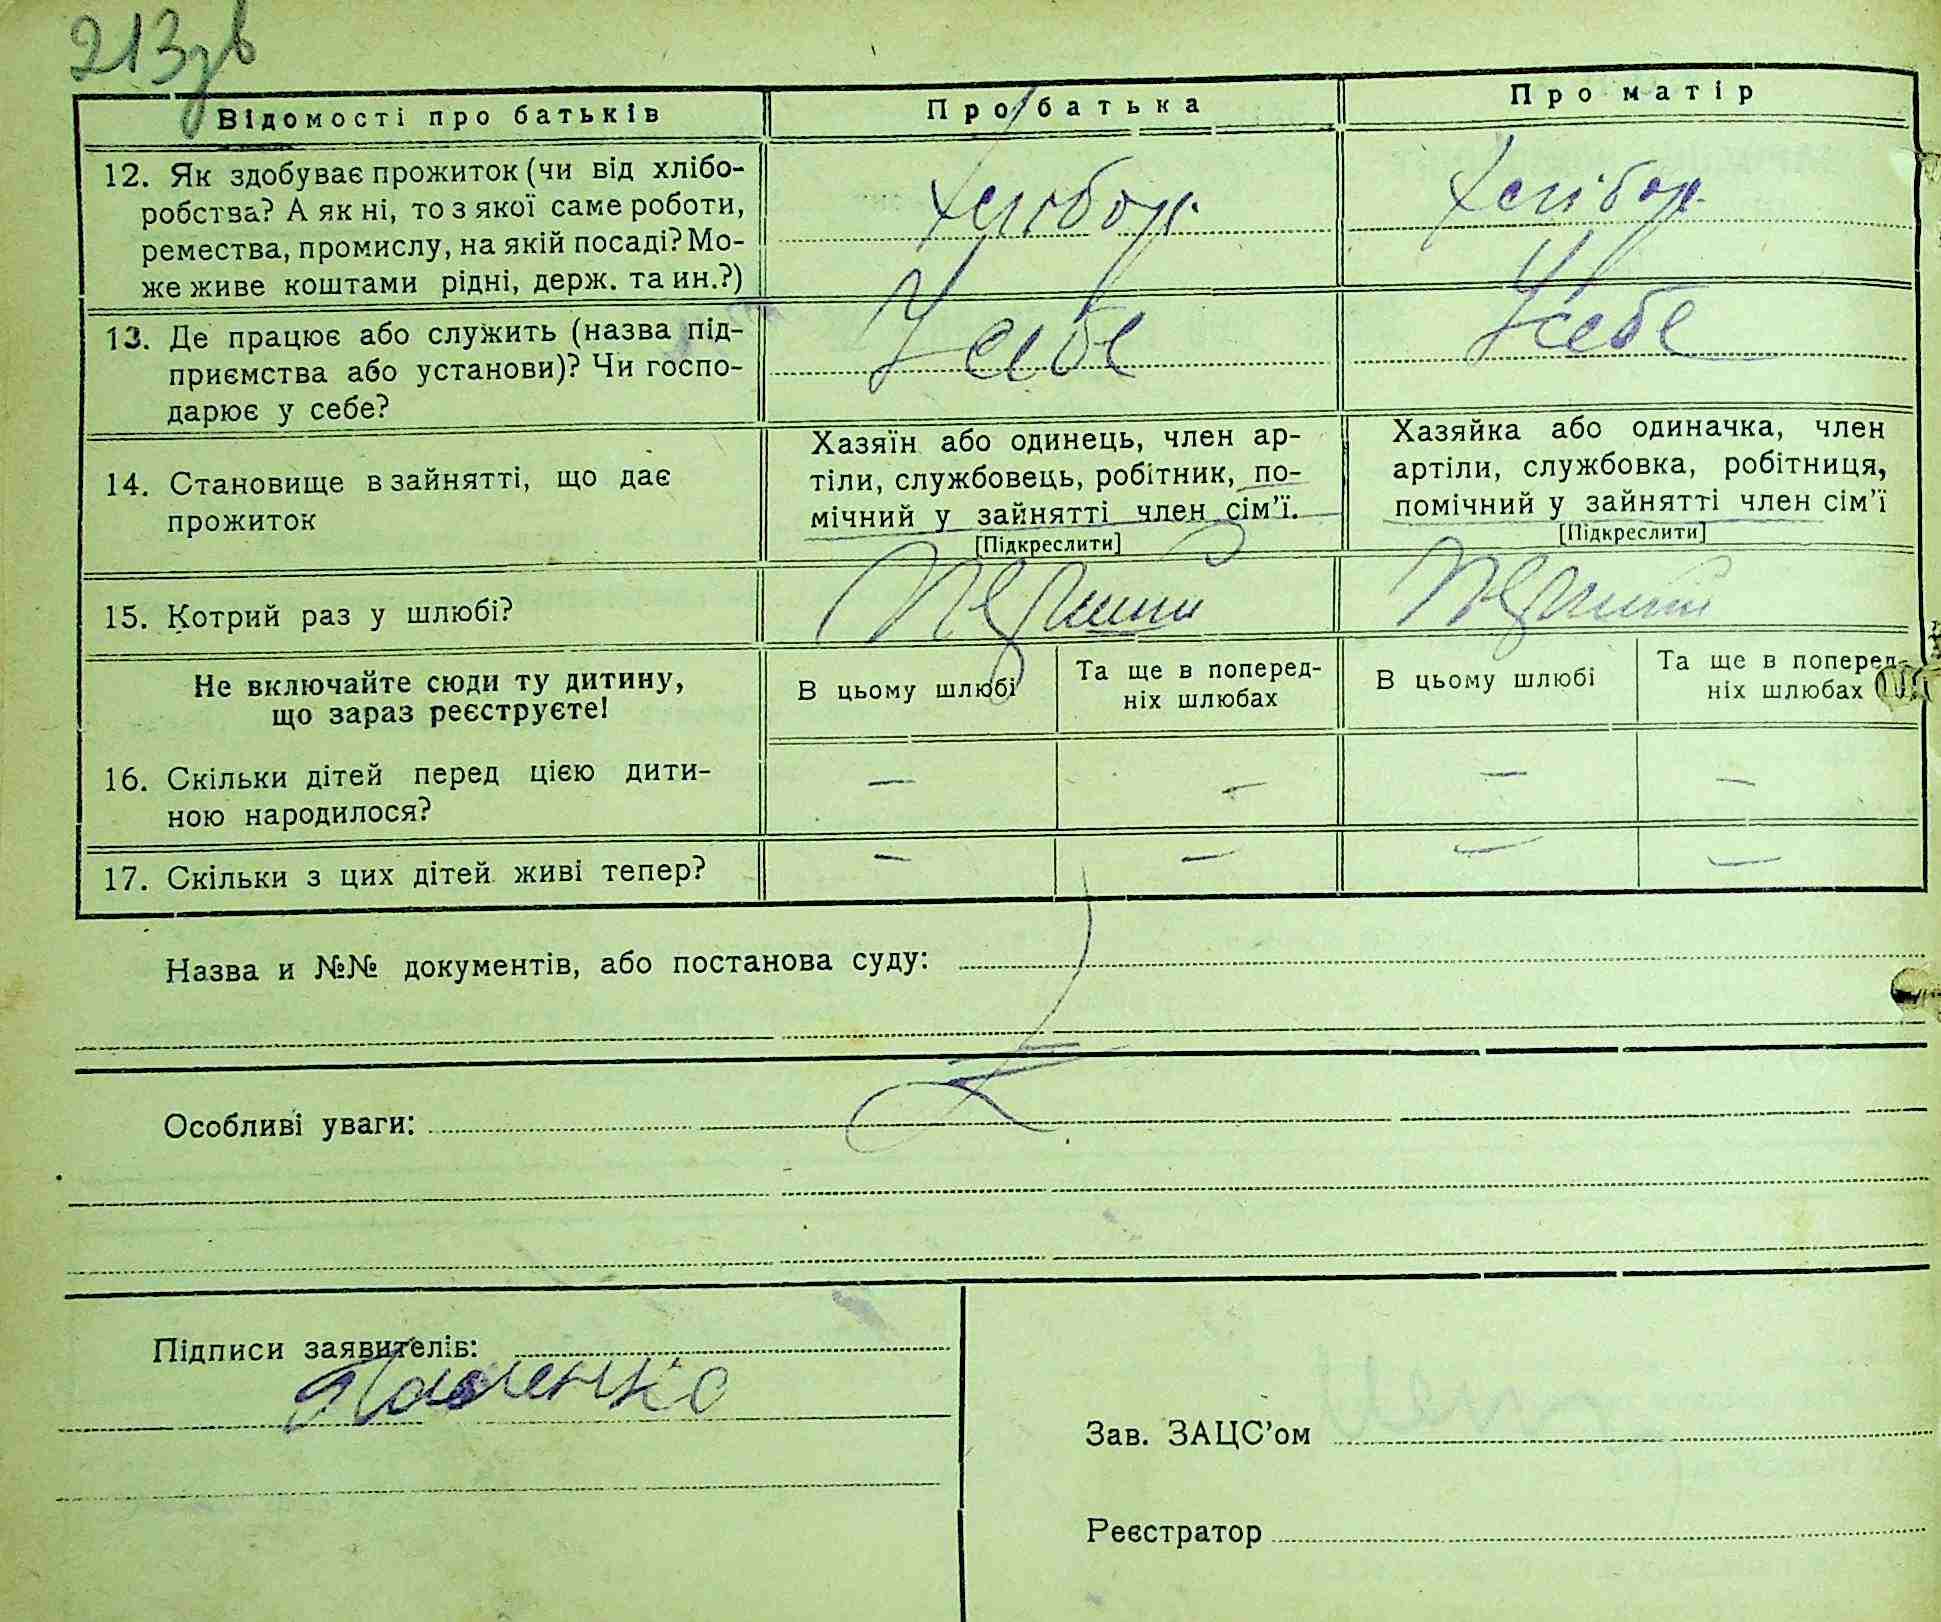 213зв
Відомості про батьків
Про батька
Про матір
12. Як здобуває прожиток (чи від хлібо-
робства? А як ні, то з якої саме роботи,
ремества, промислу, на якій посаді? Мо-
же живе коштами рідні, держ. та ин.?)
хлібор.
хлібор.
13. Де працює або служить (назва під-
приємства або установи)? Чи госпо-
дарює у себе?
У себе
У себе
14. Становище в зайнятті, що дає
прожиток
Хазяїн або одинець, член ар-
тіли, службовець, робітник, по-
мічний у зайнятті член сім'ї.
[Підкреслити]
Хазяйка або одиначка, член
артіли, службовка, робітниця,
помічний у зайнятті член сім'ї
[Підкреслити]
15. Котрий раз у шлюбі?
Не включайте сюди ту дитину,
що зараз реєструєте!
В цьому шлюбі
Та ще в поперед-
ніх шлюбах
В цьому шлюбі
Та ще в поперед-
ніх шлюбах
16. Скільки дітей перед цією дити-
ною народилося?
— — — —
17. Скільки з цих дітей живі тепер?
— — — —
Назва и №№ документів, або постанова суду:
Особливі уваги:
Підписи заявителів:
Зав. ЗАЦС'ом
Реєстратор